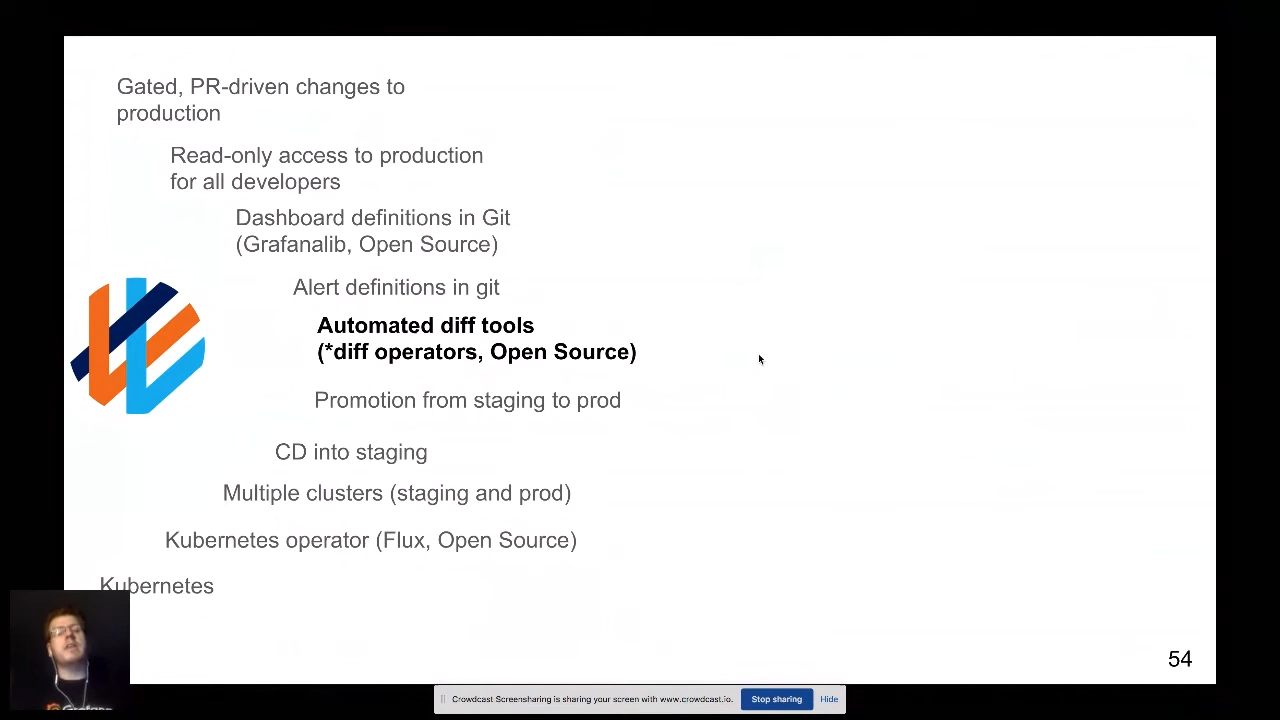 Gated, PR-driven changes to
production
Read-only access to production
for all developers
Dashboard definitions in Git
(Grafanalib, Open Source)
Alert definitions in git
Automated diff tools
(*diff operators, Open Source)
Promotion from staging to prod
CD into staging
Multiple clusters (staging and prod)
Kubernetes operator (Flux, Open Source)
Kubernetes
54
Crowdcast Screensharing is sharing your screen with www.crowdcast.io.
Stop sharing
Hide